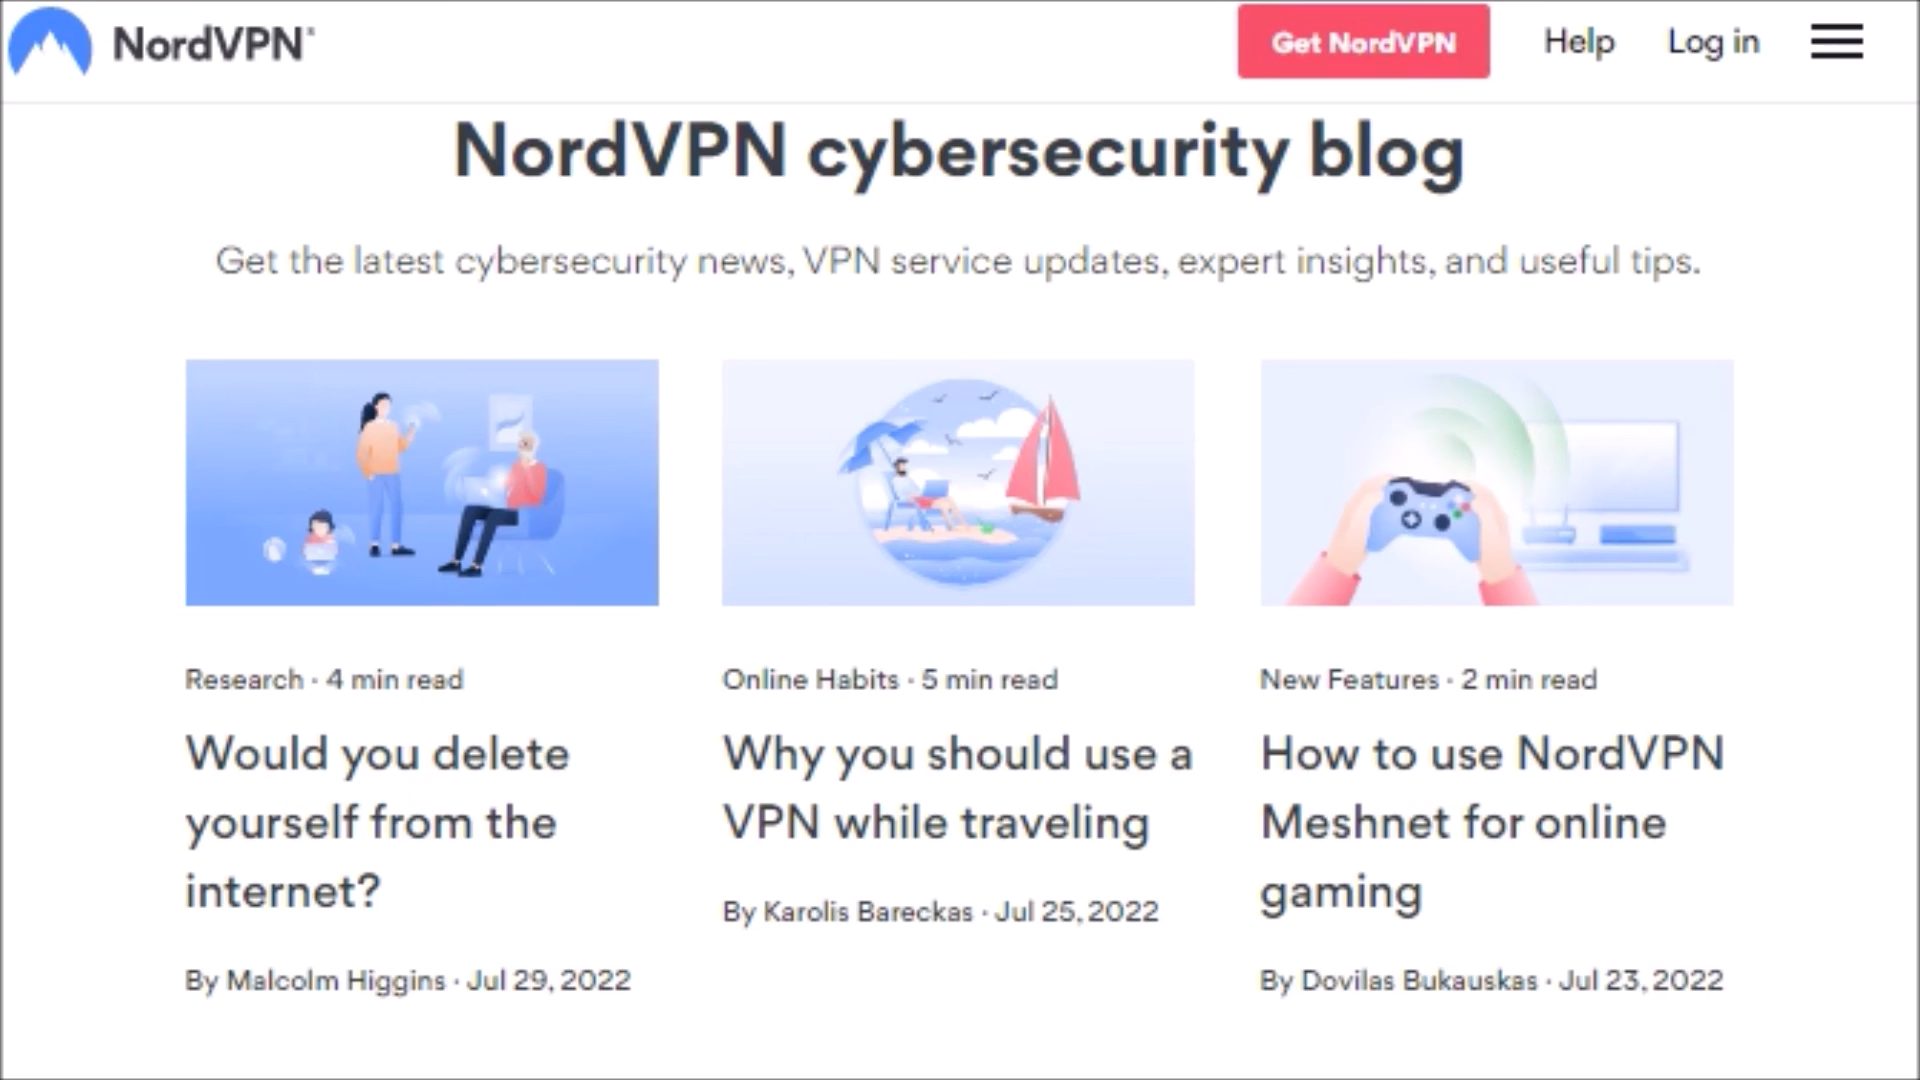 NordVPN®
Get NordVPN
Help
Log in
NordVPN cybersecurity blog
Get the latest cybersecurity news, VPN service updates, expert insights, and useful tips.
Research · 4 min read
Would you delete
yourself from the
internet?
By Malcolm Higgins · Jul 29, 2022
Online Habits · 5 min read
Why you should use a
VPN while traveling
By Karolis Bareckas · Jul 25, 2022
New Features · 2 min read
How to use NordVPN
Meshnet for online
gaming
By Dovilas Bukauskas · Jul 23, 2022